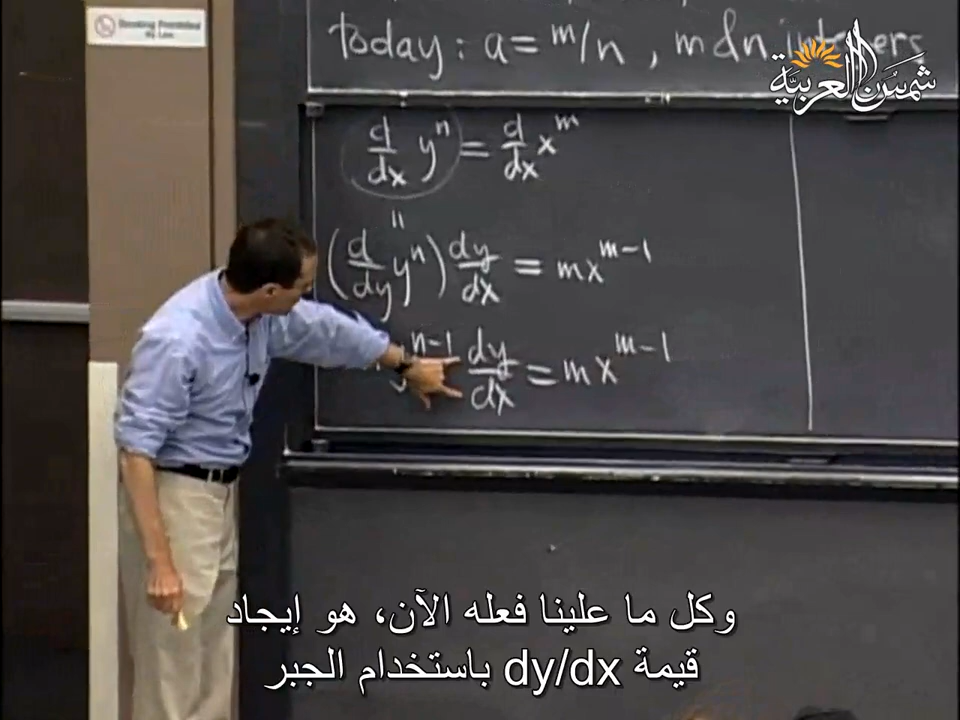 Smoking Prohibited
By Law
today: a = m/n, m & n integers
شمس العربية
d/dx y^n = d/dx x^m
"
(d/dy y^n) dy/dx = mx^{m-1}
n-1 dy/dx = mx^{m-1}
وكل ما علينا فعله الآن، هو إيجاد
قيمة dy/dx باستخدام الجبر